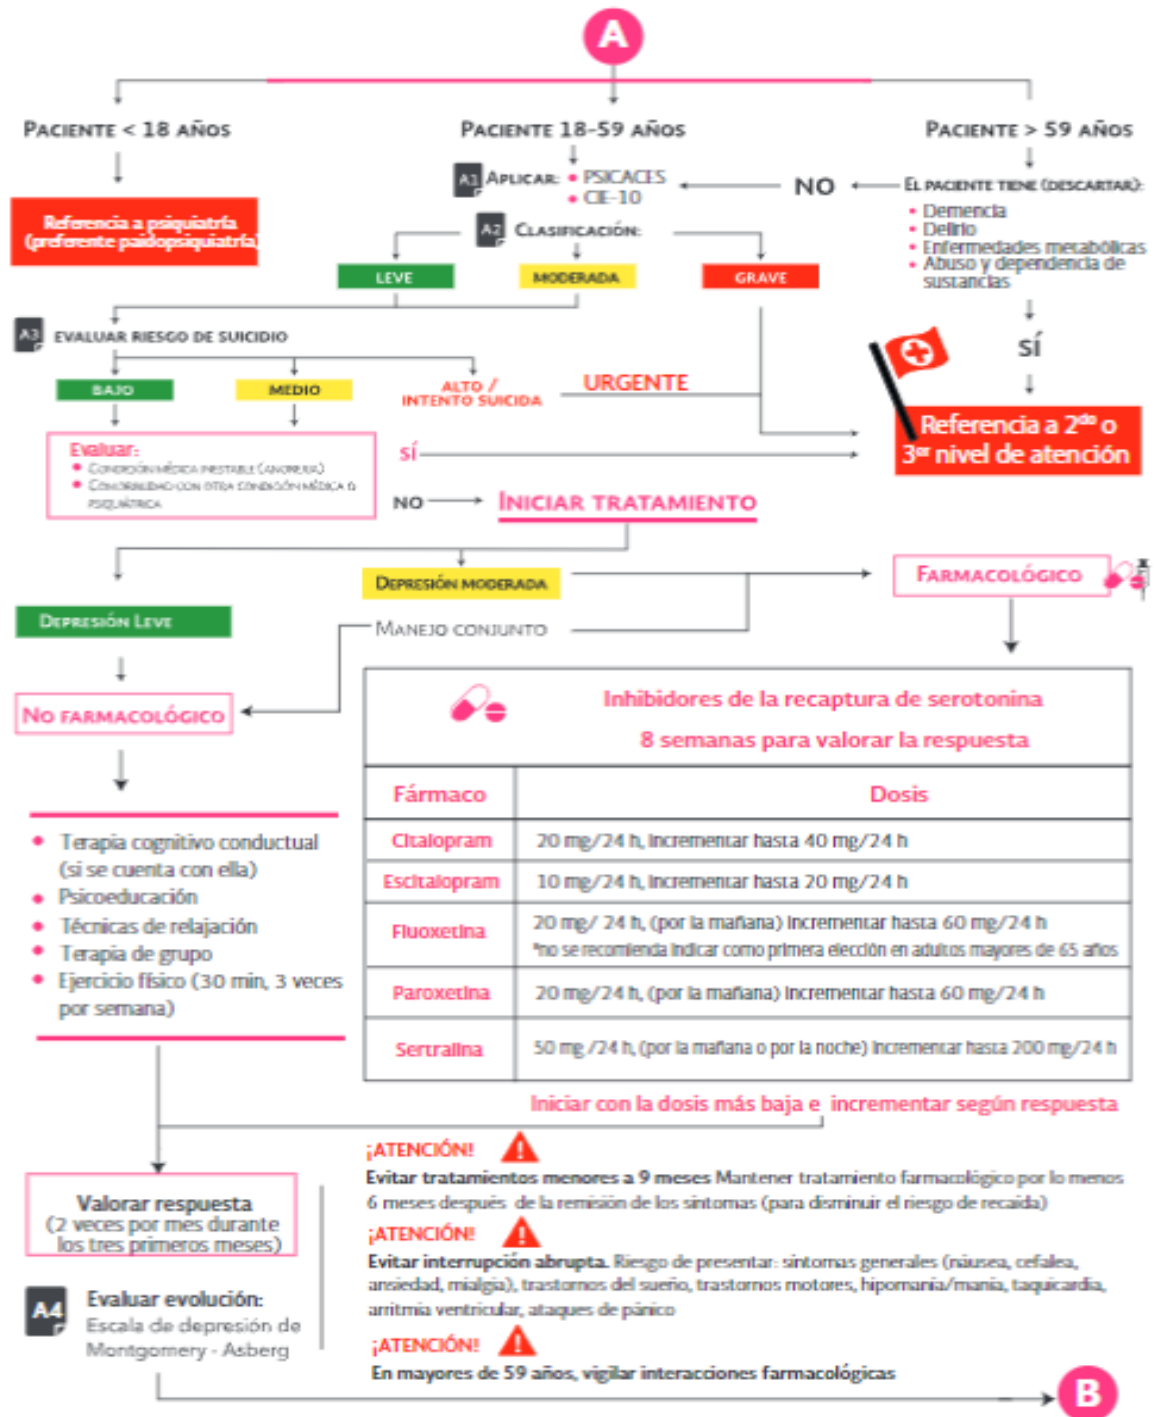 A
PACIENTE < 18 AÑOS
PACIENTE 18-59 AÑOS
PACIENTE > 59 AÑOS
Referencia a psiquiatría
(preferente paidopsiquiatría)
A1 APLICAR: • PSICACES
• CIE-10
NO
EL PACIENTE TIENE (DESCARTAR):
• Demencia
• Delirio
• Enfermedades metabólicas
• Abuso y dependencia de
sustancias
A2 CLASIFICACIÓN:
LEVE
MODERADA
GRAVE
A3 EVALUAR RIESGO DE SUICIDIO
SÍ
BAJO
MEDIO
ALTO /
INTENTO SUICIDA
URGENTE
Referencia a 2do o
3er nivel de atención
Evaluar:
• CONDICIÓN MÉDICA INESTABLE (ANOREXIA)
• COMORBILIDAD CON OTRA CONDICIÓN MÉDICA O
PSIQUIÁTRICA
SÍ
NO
INICIAR TRATAMIENTO
DEPRESIÓN MODERADA
FARMACOLÓGICO
DEPRESIÓN LEVE
MANEJO CONJUNTO
NO FARMACOLÓGICO
Inhibidores de la recaptura de serotonina
8 semanas para valorar la respuesta
Fármaco
Dosis
Citalopram
20 mg/24 h, Incrementar hasta 40 mg/24 h
Escitalopram
10 mg/24 h, Incrementar hasta 20 mg/24 h
Fluoxetina
20 mg/ 24 h, (por la mañana) Incrementar hasta 60 mg/24 h
*no se recomienda indicar como primera elección en adultos mayores de 65 años
Paroxetina
20 mg/24 h, (por la mañana) Incrementar hasta 60 mg/24 h
Sertralina
50 mg /24 h, (por la mañana o por la noche) Incrementar hasta 200 mg/24 h
Iniciar con la dosis más baja e incrementar según respuesta
• Terapia cognitivo conductual
(si se cuenta con ella)
• Psicoeducación
• Técnicas de relajación
• Terapia de grupo
• Ejercicio físico (30 min, 3 veces
por semana)
Valorar respuesta
(2 veces por mes durante
los tres primeros meses)
A4 Evaluar evolución:
Escala de depresión de
Montgomery - Asberg
¡ATENCIÓN!
Evitar tratamientos menores a 9 meses Mantener tratamiento farmacológico por lo menos
6 meses después de la remisión de los síntomas (para disminuir el riesgo de recaída)
¡ATENCIÓN!
Evitar interrupción abrupta. Riesgo de presentar: síntomas generales (náusea, cefalea,
ansiedad, mialgia), trastornos del sueño, trastornos motores, hipomanía/manía, taquicardia,
arritmia ventricular, ataques de pánico
¡ATENCIÓN!
En mayores de 59 años, vigilar interacciones farmacológicas
B